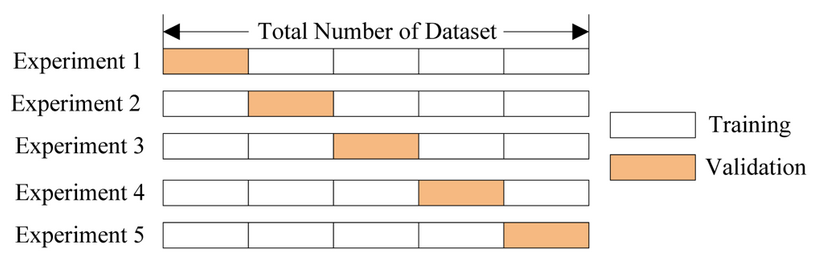 Total Number of Dataset
Experiment 1
Experiment 2
Experiment 3
Experiment 4
Experiment 5
Training
Validation